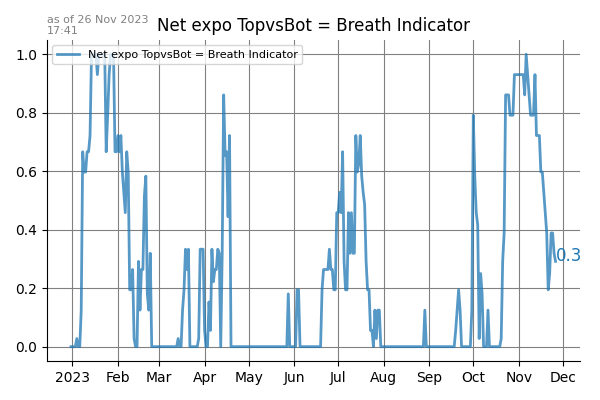 as of 26 Nov 2023
17:41
Net expo TopvsBot = Breath Indicator
Net expo TopvsBot = Breath Indicator
1.0
0.8
0.6
0.4
0.2
0.0
0.3
2023 Feb Mar Apr May Jun Jul Aug Sep Oct Nov Dec